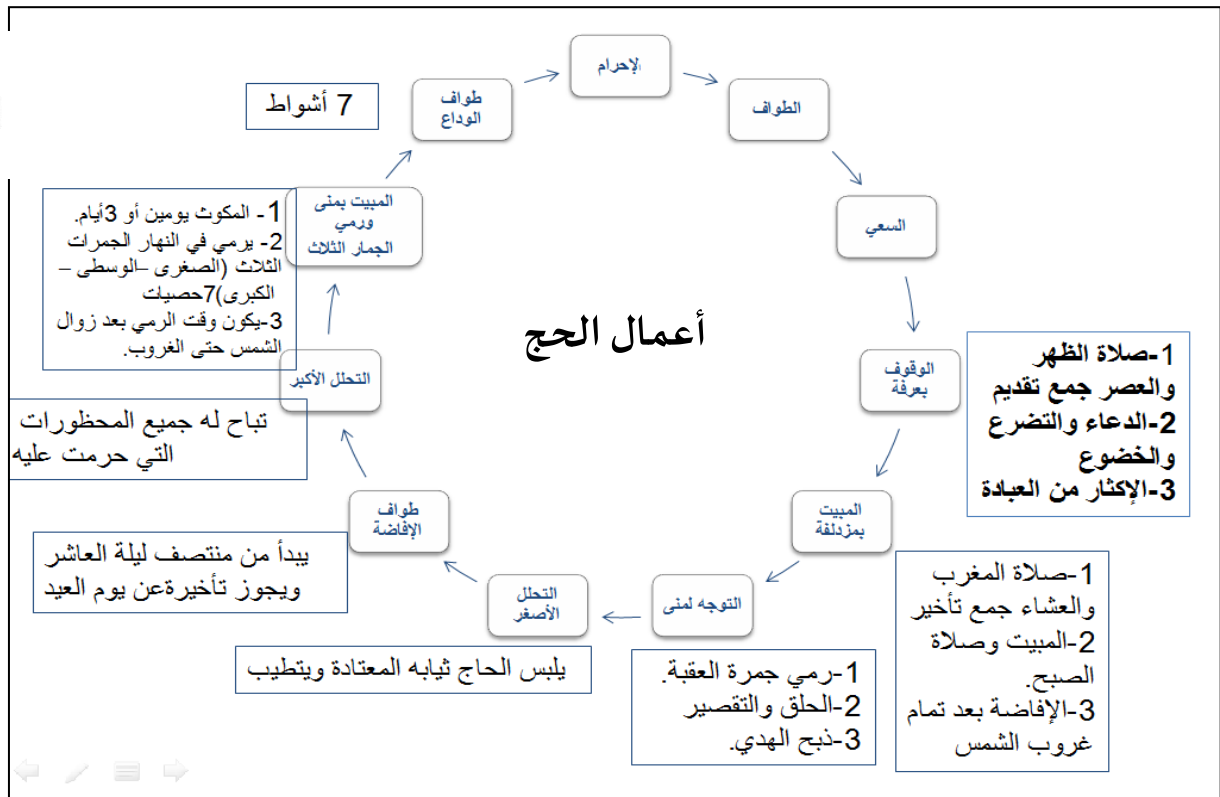 أعمال الحج
الإحرام
الطواف
السعي
الوقوف
بعرفة
1-صلاة الظهر
والعصر جمع تقديم
2-الدعاء والتضرع
والخضوع
3-الإكثار من العبادة
المبيت
بمزدلفة
1-صلاة المغرب
والعشاء جمع تأخير
2-المبيت وصلاة
الصبح.
3-الإفاضة بعد تمام
غروب الشمس
التوجه لمنى
1-رمي جمرة العقبة.
2-الحلق والتقصير
3-ذبح الهدي.
التحلل
الأصغر
يلبس الحاج ثيابه المعتادة ويتطيب
طواف
الإفاضة
يبدأ من منتصف ليلة العاشر
ويجوز تأخيرةعن يوم العيد
التحلل الأكبر
تباح له جميع المحظورات
التي حرمت عليه
المبيت بمنى
ورمي
الجمار الثلاث
1- المكوث يومين أو 3أيام.
2- يرمي في النهار الجمرات
الثلاث (الصغرى –الوسطى –
الكبرى)7حصيات
3-يكون وقت الرمي بعد زوال
الشمس حتى الغروب.
طواف
الوداع
7 أشواط